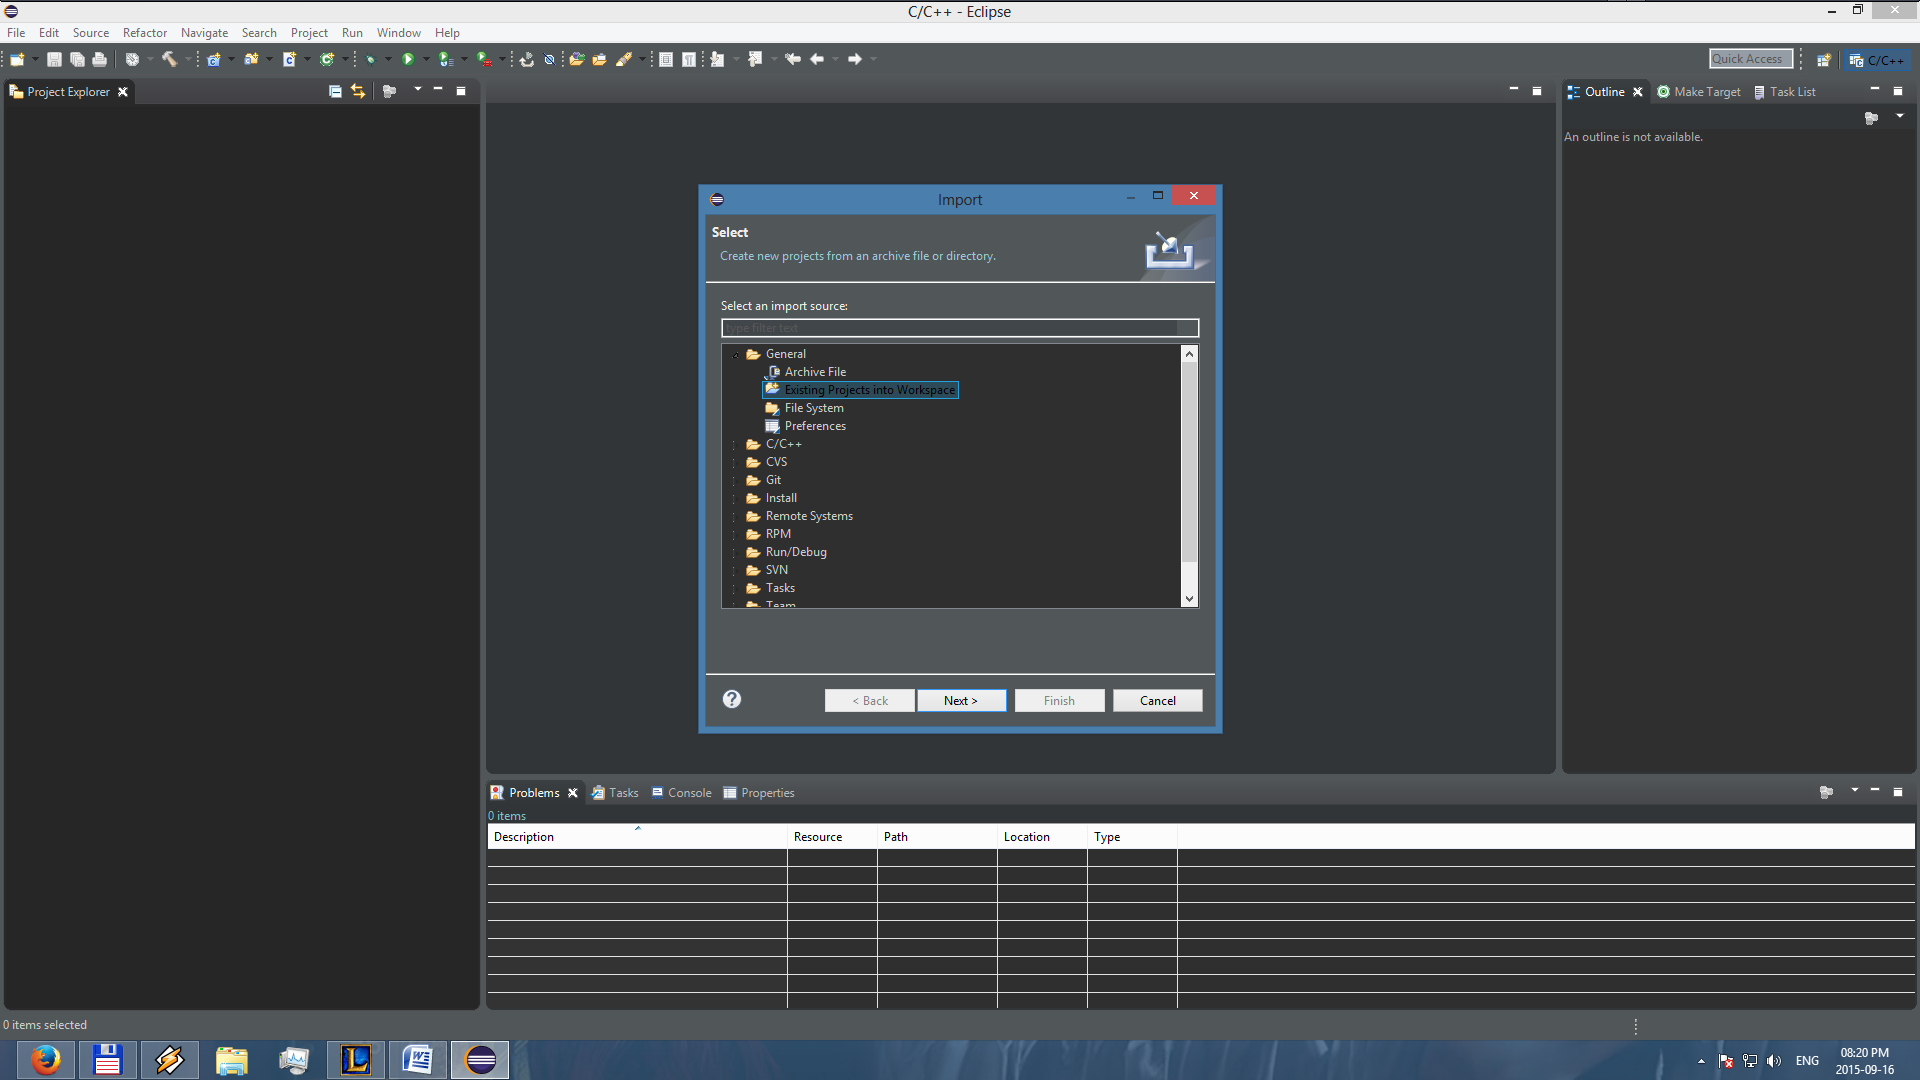 C/C++ - Eclipse
File Edit Source Refactor Navigate Search Project Run Window Help
Quick Access
C/C++
Project Explorer
Outline Make Target Task List
An outline is not available.
Import
Select
Create new projects from an archive file or directory.
Select an import source:
type filter text
General
Archive File
Existing Projects into Workspace
File System
Preferences
C/C++
CVS
Git
Install
Remote Systems
RPM
Run/Debug
SVN
Tasks
Team
< Back Next > Finish Cancel
Problems Tasks Console Properties
0 items
Description Resource Path Location Type
0 items selected
ENG
08:20 PM
2015-09-16